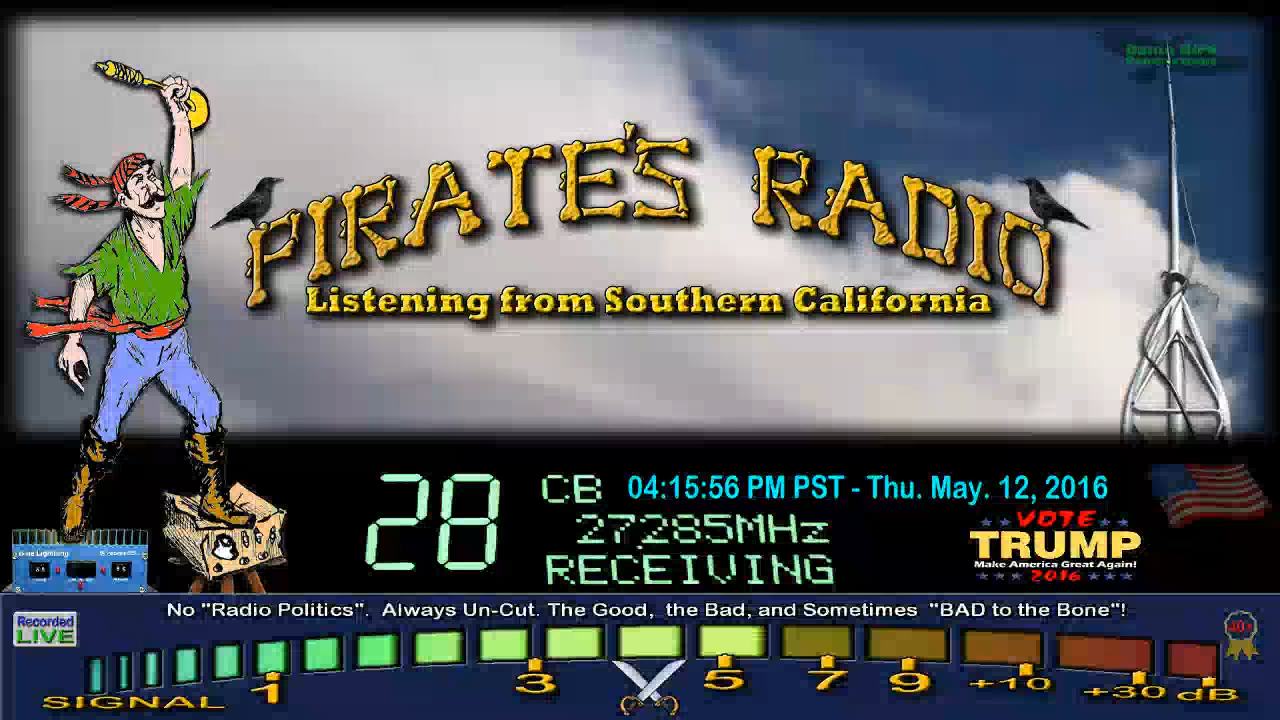 PIRATE'S RADIO
Listening from Southern California
28
CB
04:15:56 PM PST - Thu. May. 12, 2016
27.285MHz
RECEIVING
VOTE
TRUMP
Make America Great Again!
2016
No "Radio Politics". Always Un-Cut. The Good, the Bad, and Sometimes "BAD to the Bone"!
Recorded
LIVE
SIGNAL 1 3 5 7 9 +10 +30 dB